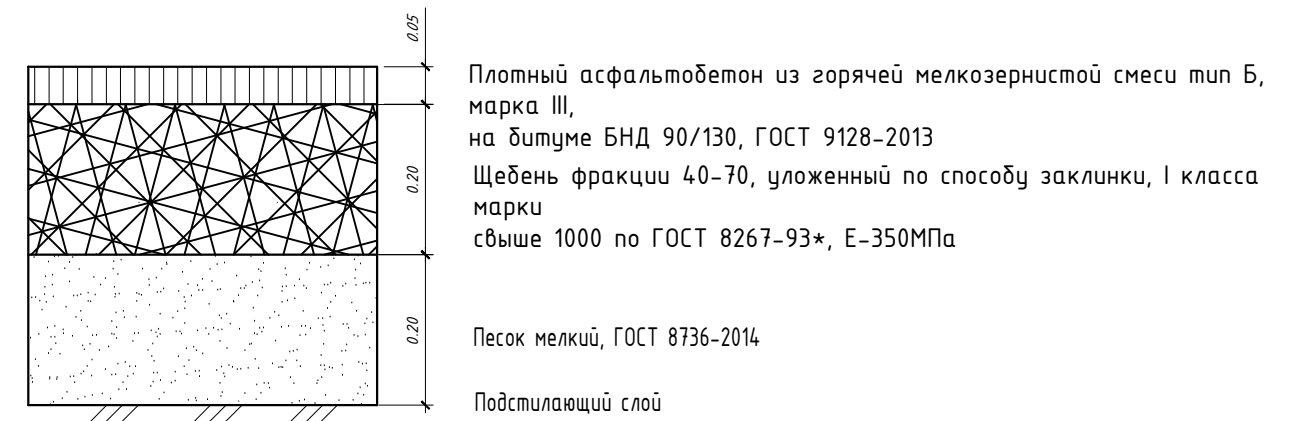 0.05
Плотный асфальтобетон из горячей мелкозернистой смеси тип Б,
марка III,
на битуме БНД 90/130, ГОСТ 9128-2013
0.20
Щебень фракции 40-70, уложенный по способу заклинки, I класса
марки
свыше 1000 по ГОСТ 8267-93*, Е-350МПа
0.20
Песок мелкий, ГОСТ 8736-2014
Подстилающий слой